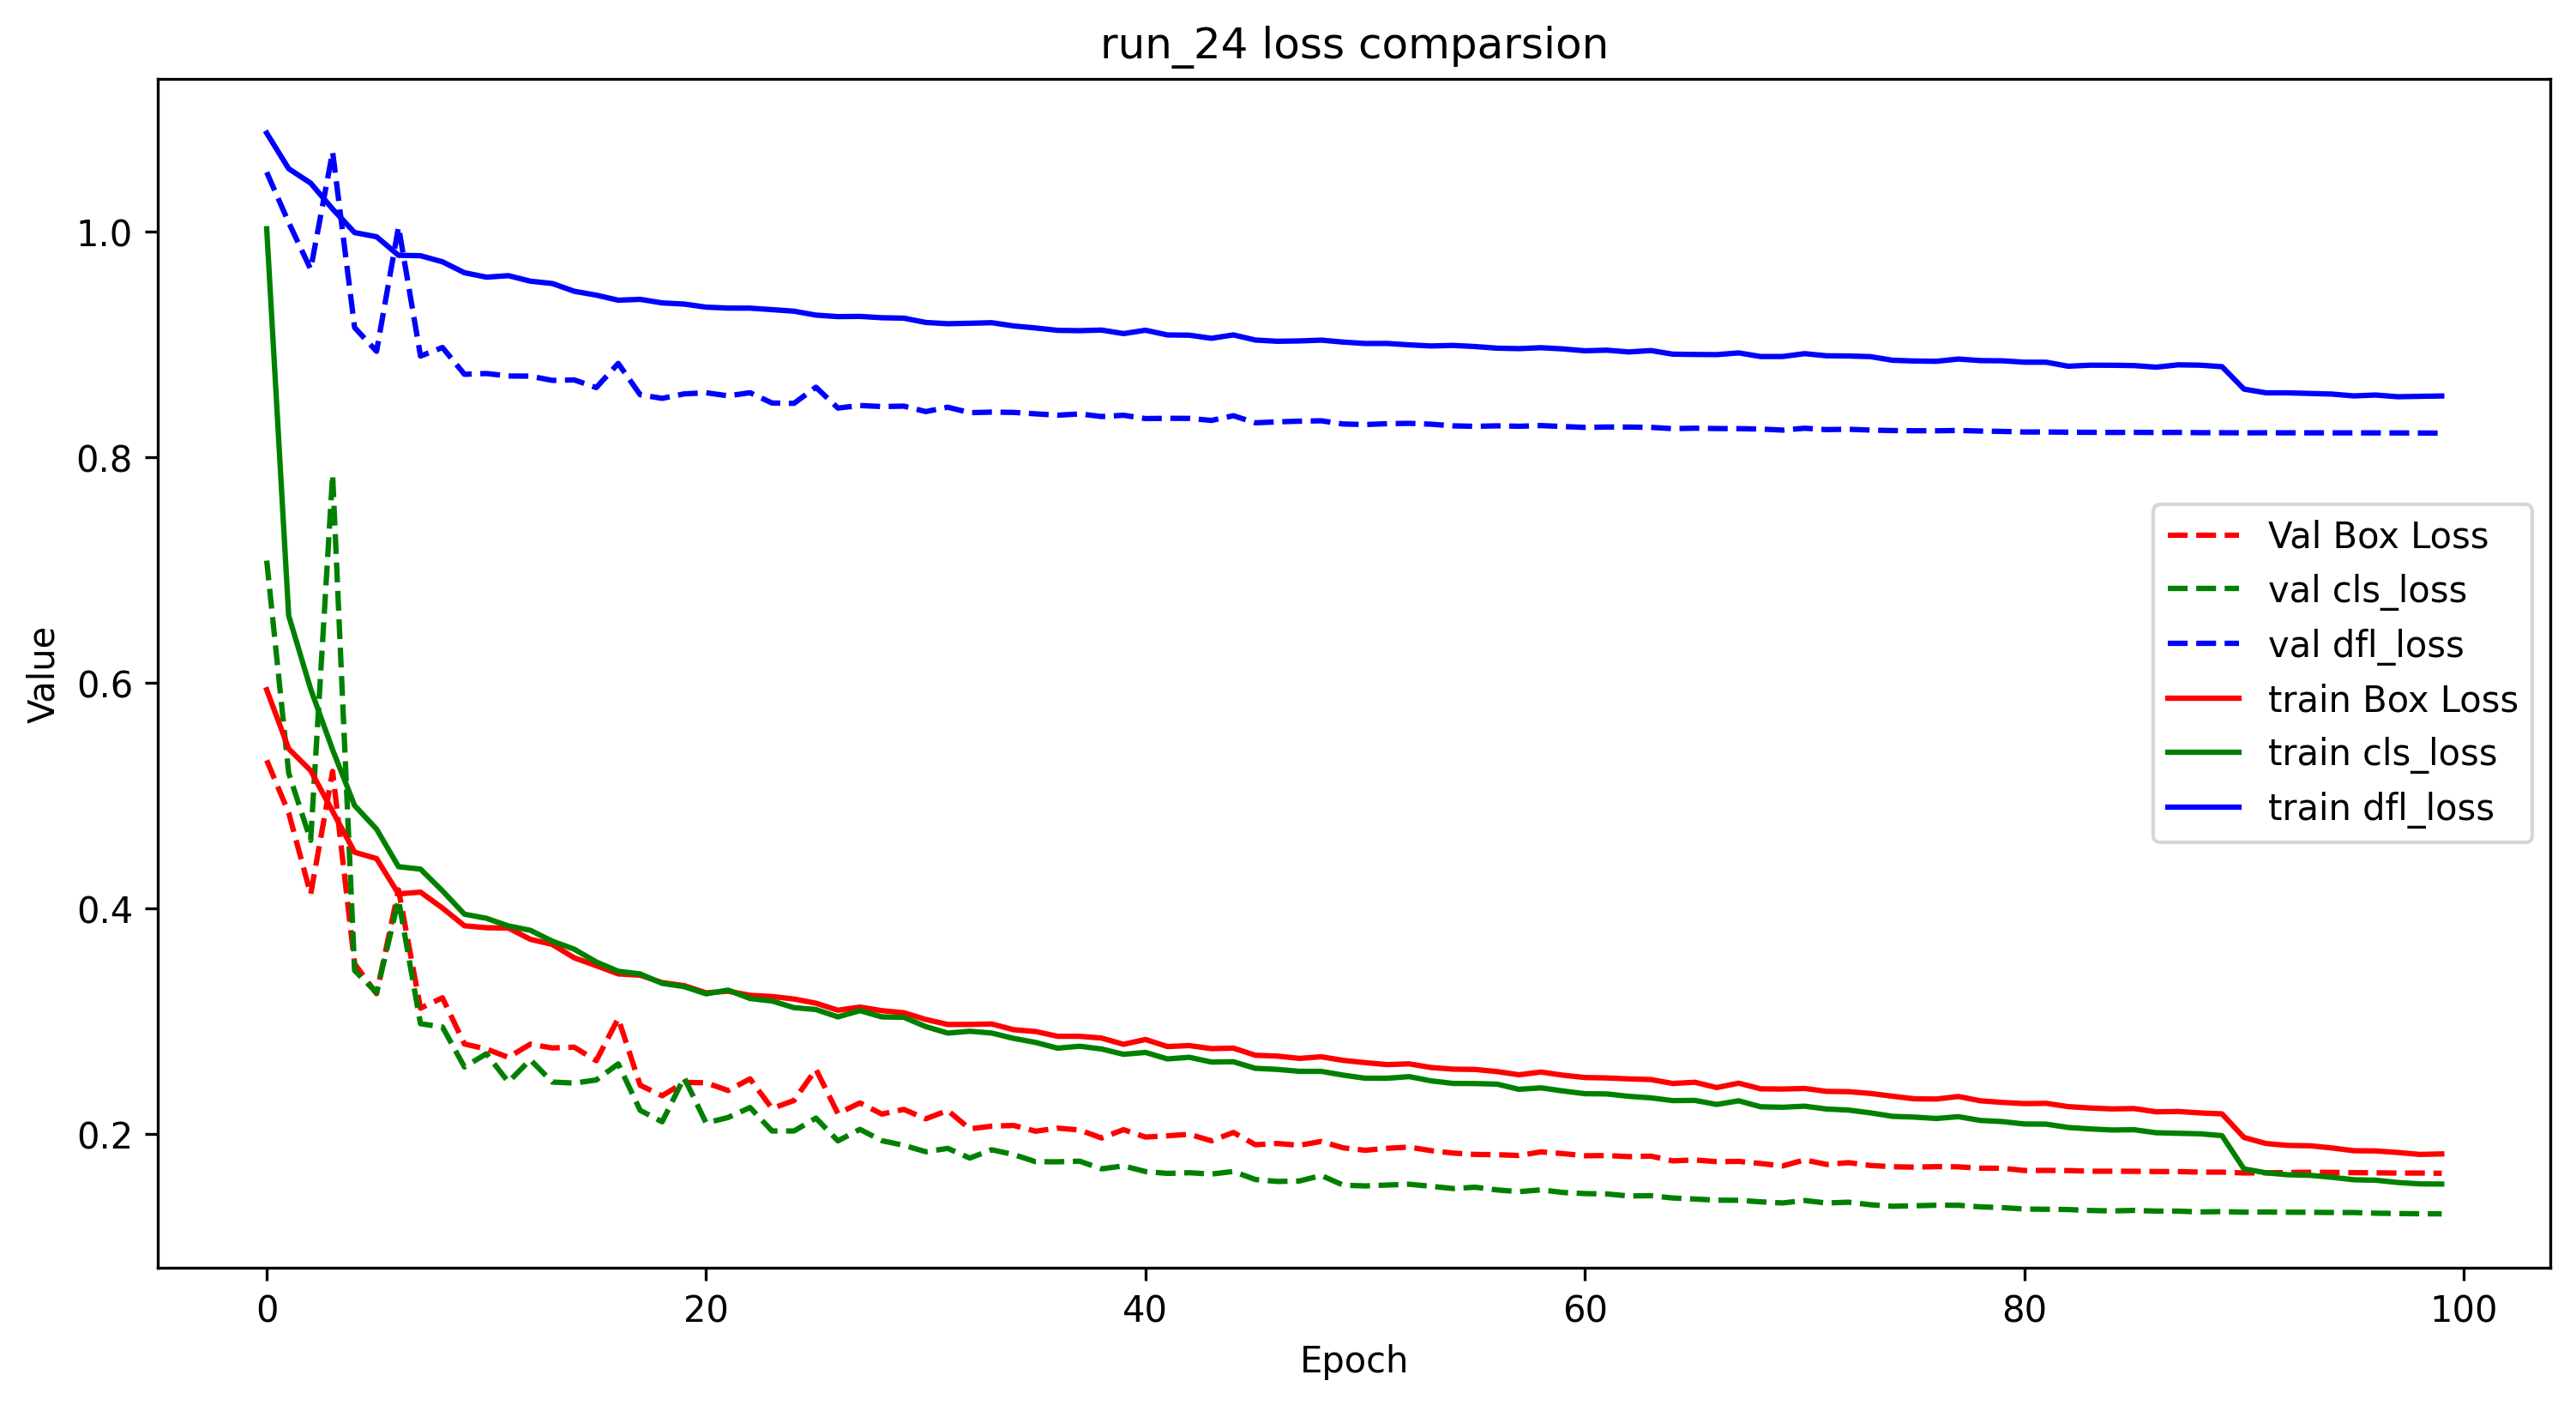 run_24 loss comparsion
Value
1.0
0.8
0.6
0.4
0.2
Val Box Loss
val cls_loss
val dfl_loss
train Box Loss
train cls_loss
train dfl_loss
0 20 40 60 80 100
Epoch